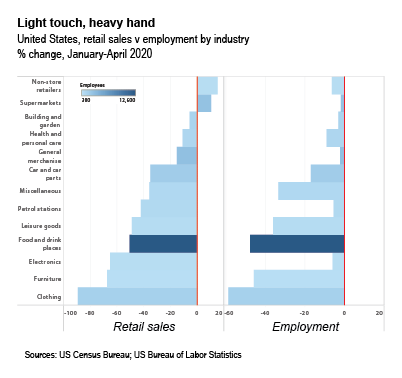 Light touch, heavy hand
United States, retail sales v employment by industry
% change, January-April 2020
Employees
280 12,600
Non-store
retailers
Supermarkets
Building and
garden
Health and
personal care
General
merchanise
Car and car
parts
Miscellaneous
Petrol stations
Leisure goods
Food and drink
places
Electronics
Furniture
Clothing
-100 -80 -60 -40 -20 0 20
-60 -40 -20 0 20
Retail sales
Employment
Sources: US Census Bureau; US Bureau of Labor Statistics